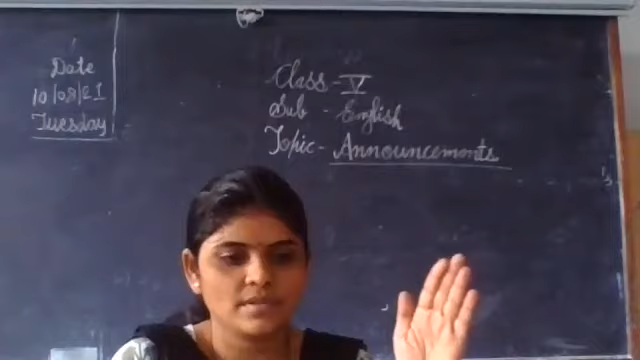 Date
10/08/21
Tuesday
Class - V
Sub - English
Topic - Announcements